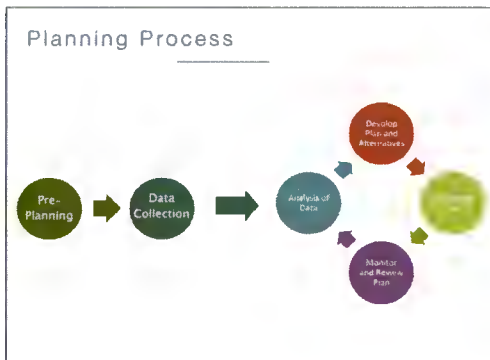 Planning Process
Pre-
Planning
Data
Collection
Analysis of
Data
Develop
Plan and
Alternatives
Monitor
and Review
Plan